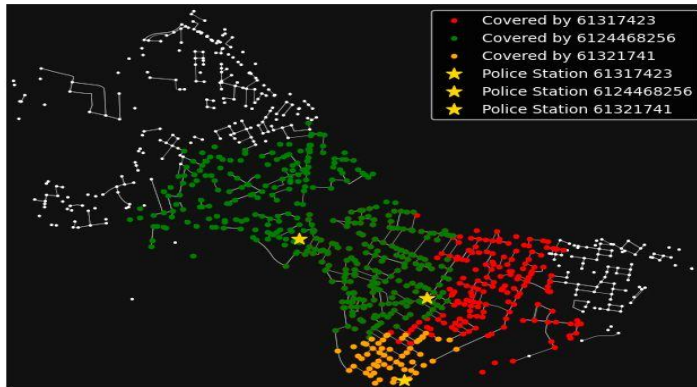 Covered by 61317423
Covered by 6124468256
Covered by 61321741
Police Station 61317423
Police Station 6124468256
Police Station 61321741